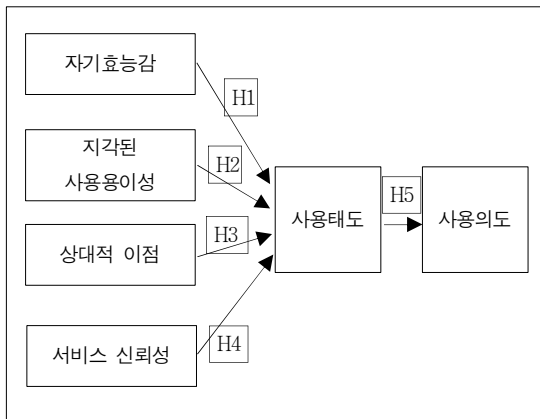 자기효능감
H1
지각된
사용용이성
H2
상대적 이점
H3
서비스 신뢰성
H4
사용태도
H5
사용의도